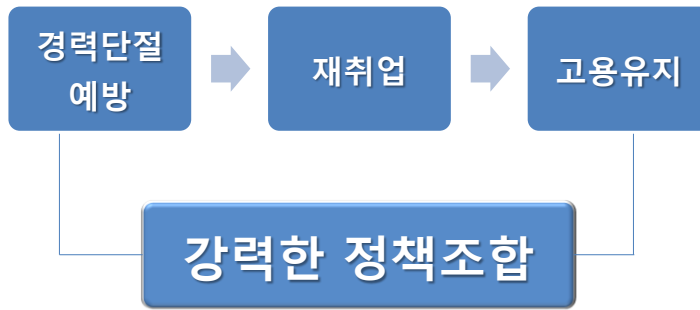 경력단절
예방
재취업
고용유지
강력한 정책조합